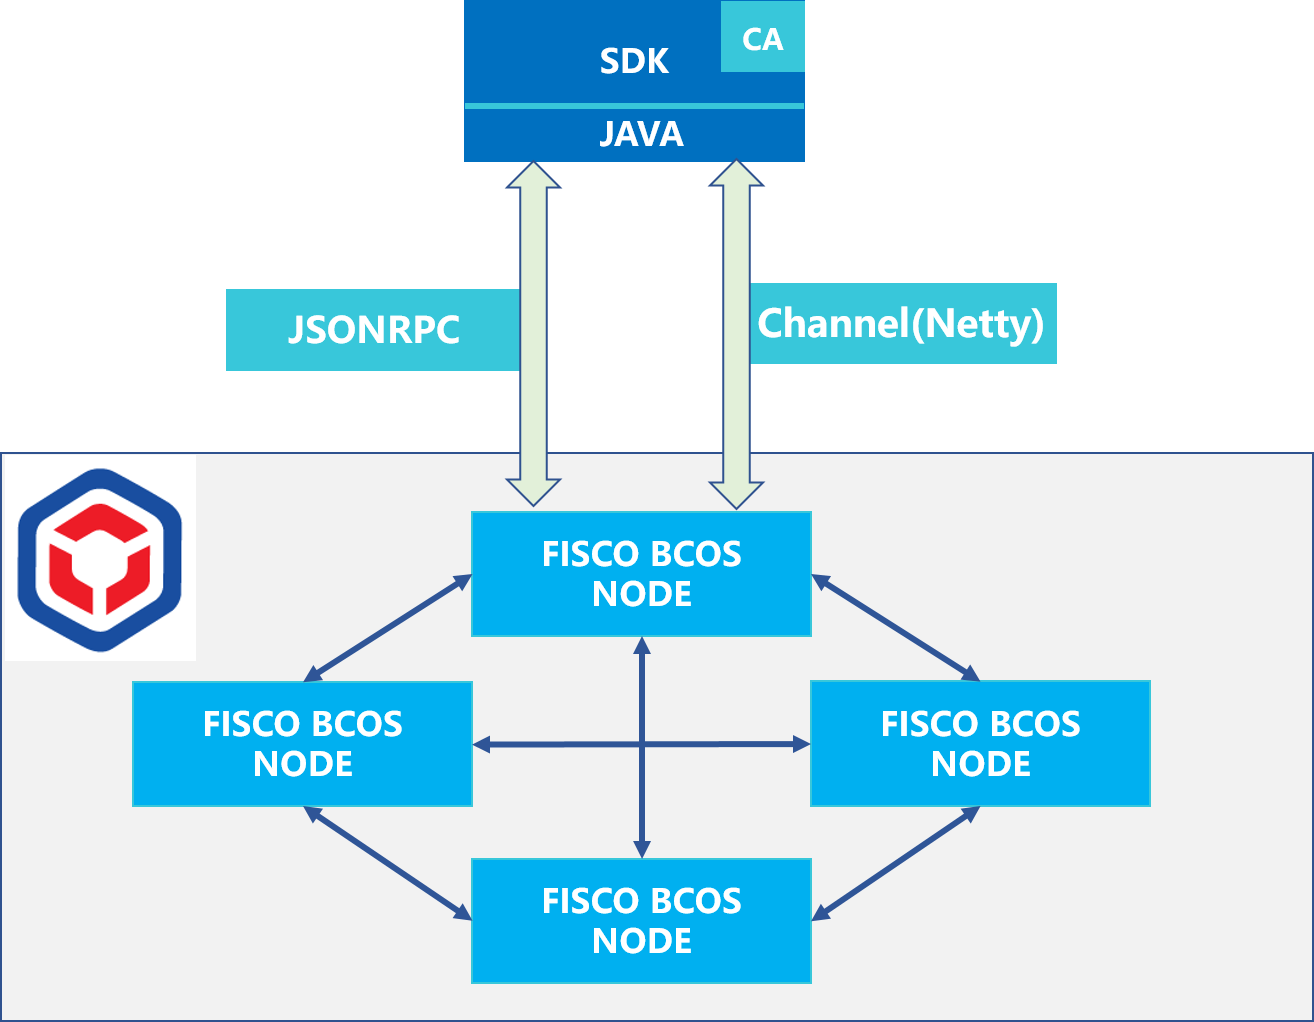 CA
SDK
JAVA
JSONRPC
Channel(Netty)
FISCO BCOS
NODE
FISCO BCOS
NODE
FISCO BCOS
NODE
FISCO BCOS
NODE